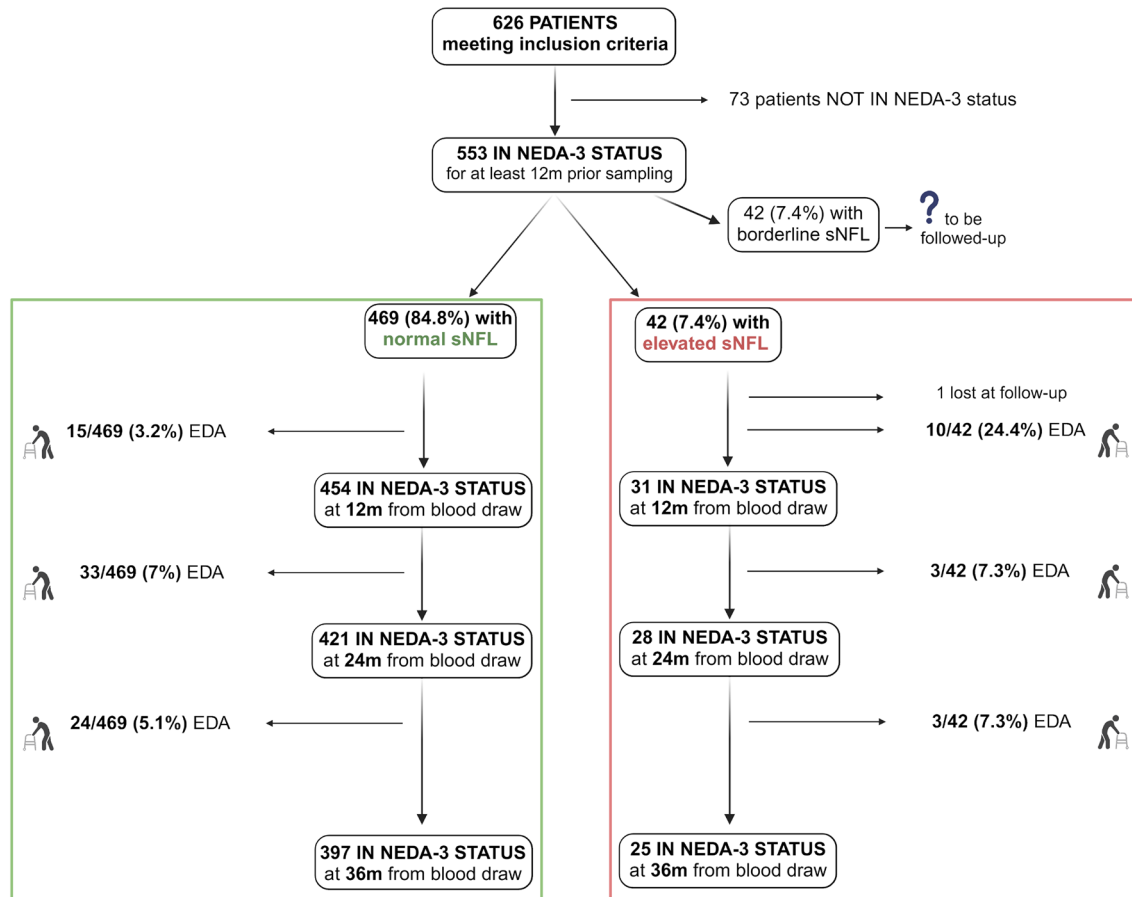 626 PATIENTS
meeting inclusion criteria
73 patients NOT IN NEDA-3 status
553 IN NEDA-3 STATUS
for at least 12m prior sampling
42 (7.4%) with
borderline sNFL
? to be
followed-up
469 (84.8%) with
normal sNFL
42 (7.4%) with
elevated sNFL
1 lost at follow-up
15/469 (3.2%) EDA
10/42 (24.4%) EDA
454 IN NEDA-3 STATUS
at 12m from blood draw
31 IN NEDA-3 STATUS
at 12m from blood draw
33/469 (7%) EDA
3/42 (7.3%) EDA
421 IN NEDA-3 STATUS
at 24m from blood draw
28 IN NEDA-3 STATUS
at 24m from blood draw
24/469 (5.1%) EDA
3/42 (7.3%) EDA
397 IN NEDA-3 STATUS
at 36m from blood draw
25 IN NEDA-3 STATUS
at 36m from blood draw